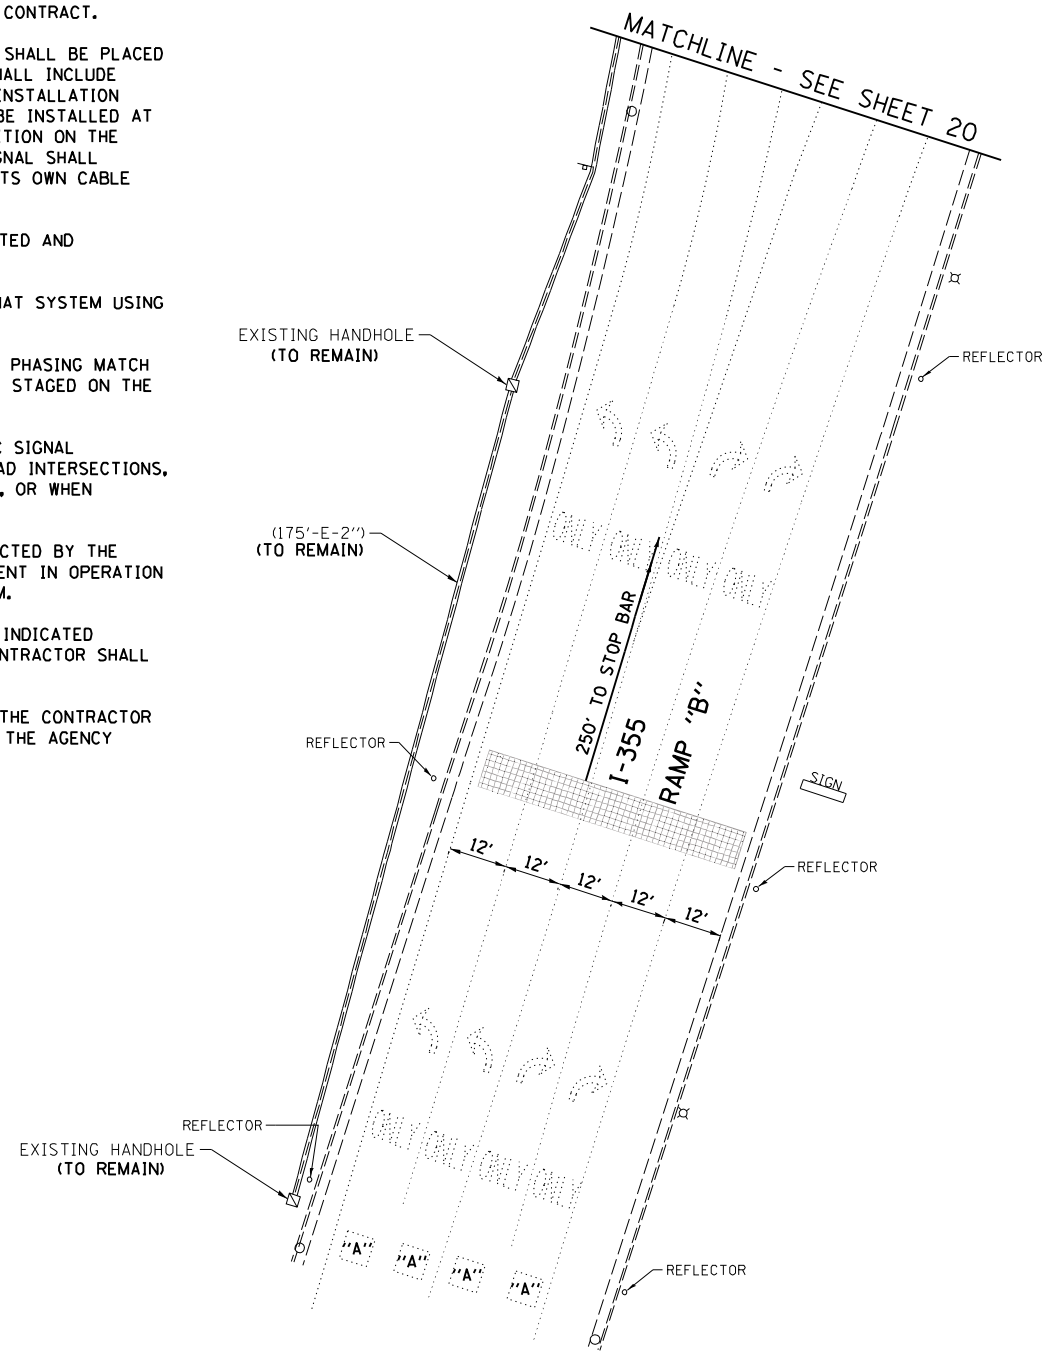 CONTRACT.
SHALL BE PLACED
HALL INCLUDE
INSTALLATION
BE INSTALLED AT
TION ON THE
GNAL SHALL
TS OWN CABLE
TED AND
MAT SYSTEM USING
PHASING MATCH
STAGED ON THE
C SIGNAL
AD INTERSECTIONS,
, OR WHEN
CTED BY THE
ENT IN OPERATION
M.
INDICATED
NTRACTOR SHALL
THE CONTRACTOR
THE AGENCY
MATCHLINE - SEE SHEET 20
EXISTING HANDHOLE
(TO REMAIN)
REFLECTOR
ONLY ONLY ONLY ONLY
(175'-E-2")
(TO REMAIN)
250' TO STOP BAR
I-355
RAMP "B"
REFLECTOR
SIGN
12' 12' 12' 12' 12'
REFLECTOR
ONLY ONLY ONLY ONLY
REFLECTOR
EXISTING HANDHOLE
(TO REMAIN)
"A" "A" "A" "A"
REFLECTOR